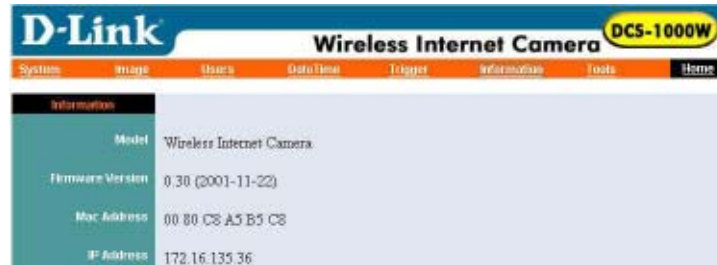 D-Link
Wireless Internet Camera
DCS-1000W
System Image Users DateTime Trigger Information Tools Home
Information
Model Wireless Internet Camera
Firmware Version 0.30 (2001-11-22)
Mac Address 00 80 C8 A5 B5 C8
IP Address 172.16.135.36